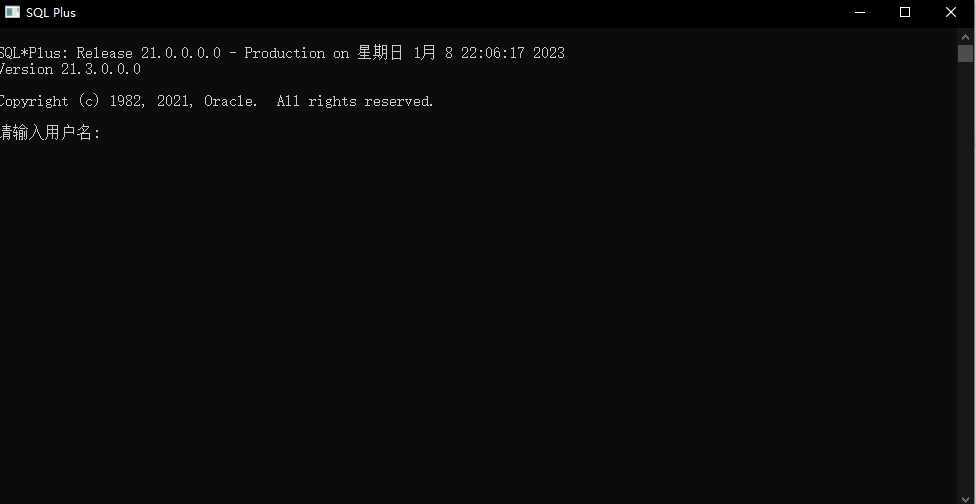 SQL Plus
SQL*Plus: Release 21.0.0.0.0 - Production on 星期日 1月 8 22:06:17 2023
Version 21.3.0.0.0
Copyright (c) 1982, 2021, Oracle.  All rights reserved.
请输入用户名: